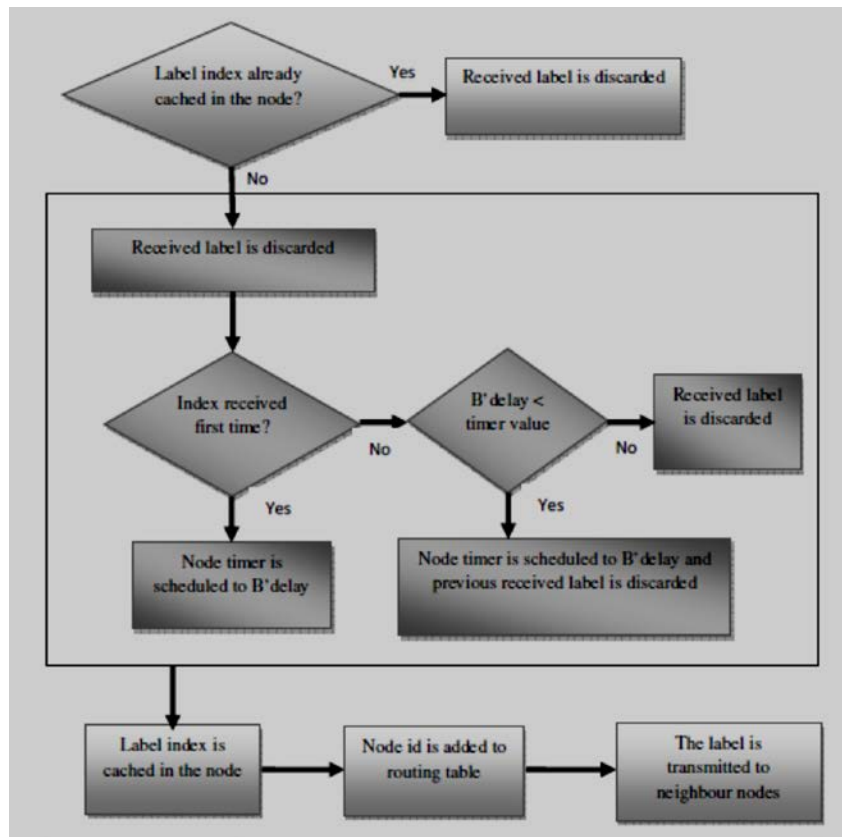 Label index already
cached in the node?
Yes
Received label is discarded
No
Received label is discarded
Index received
first time?
No
B'delay <
timer value
No
Received label
is discarded
Yes
Node timer is
scheduled to B'delay
Yes
Node timer is scheduled to B'delay and
previous received label is discarded
Label index is
cached in the node
Node id is added to
routing table
The label is
transmitted to
neighbour nodes